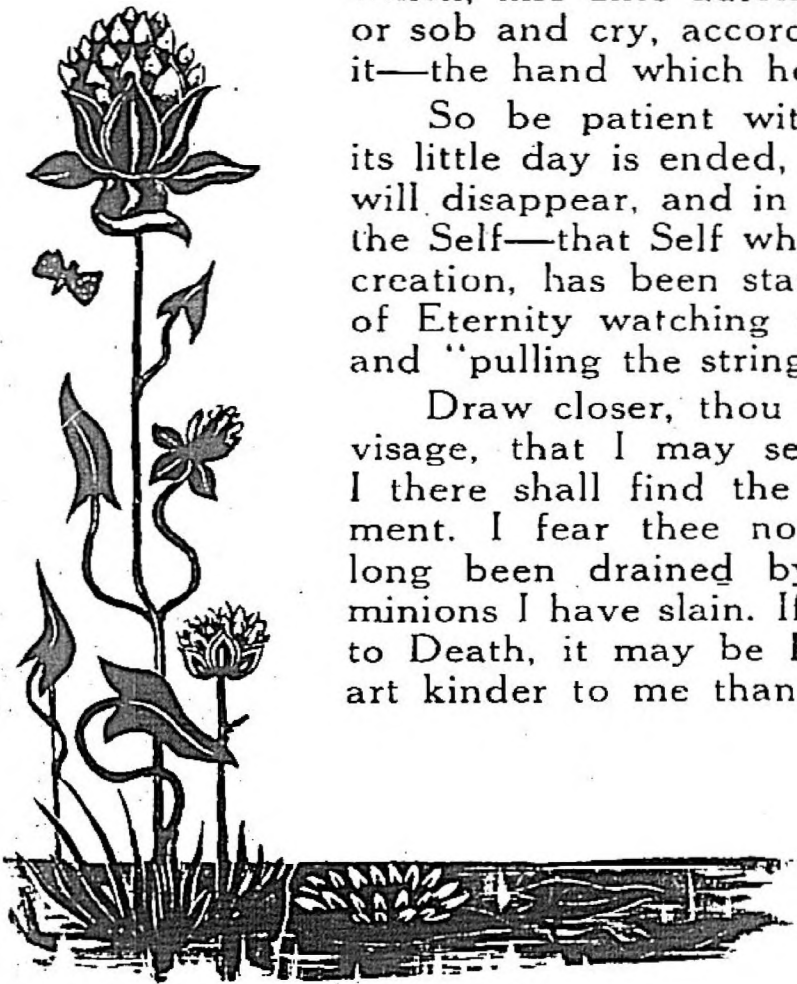 or sob and cry, accord
it—the hand which h
So be patient wit
its little day is ended,
will disappear, and in
the Self—that Self wh
creation, has been sta
of Eternity watching
and “pulling the string
Draw closer, thou
visage, that I may se
I there shall find the
ment. I fear thee no
long been drained by
minions I have slain. If
to Death, it may be
art kinder to me than